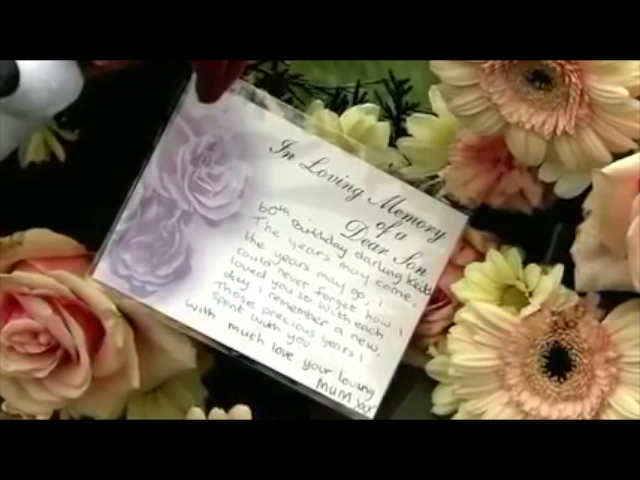 In Loving Memory
of a
Dear Son
60th Birthday darling Keith
The years may come,
the years may go, I
could never forget how I
loved you so with each
day I remember a new,
Those precious years I
spent with you
With much love your loving
MUM xxx